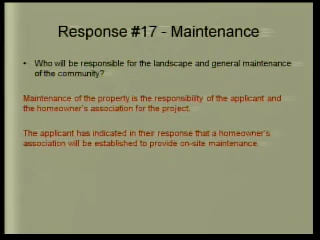 Response #17 - Maintenance
• Who will be responsible for the landscape and general maintenance
of the community?
Maintenance of the property is the responsibility of the applicant and
the homeowner's association for the project.
The applicant has indicated in their response that a homeowner's
association will be established to provide on-site maintenance.